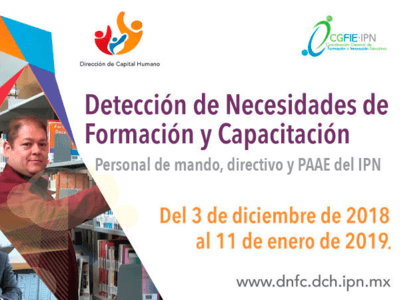 Dirección de Capital Humano
CGFIE-IPN
Coordinación General de
Formación e Innovación Educativa
Detección de Necesidades de
Formación y Capacitación
Personal de mando, directivo y PAAE del IPN
Del 3 de diciembre de 2018
al 11 de enero de 2019.
www.dnfc.dch.ipn.mx